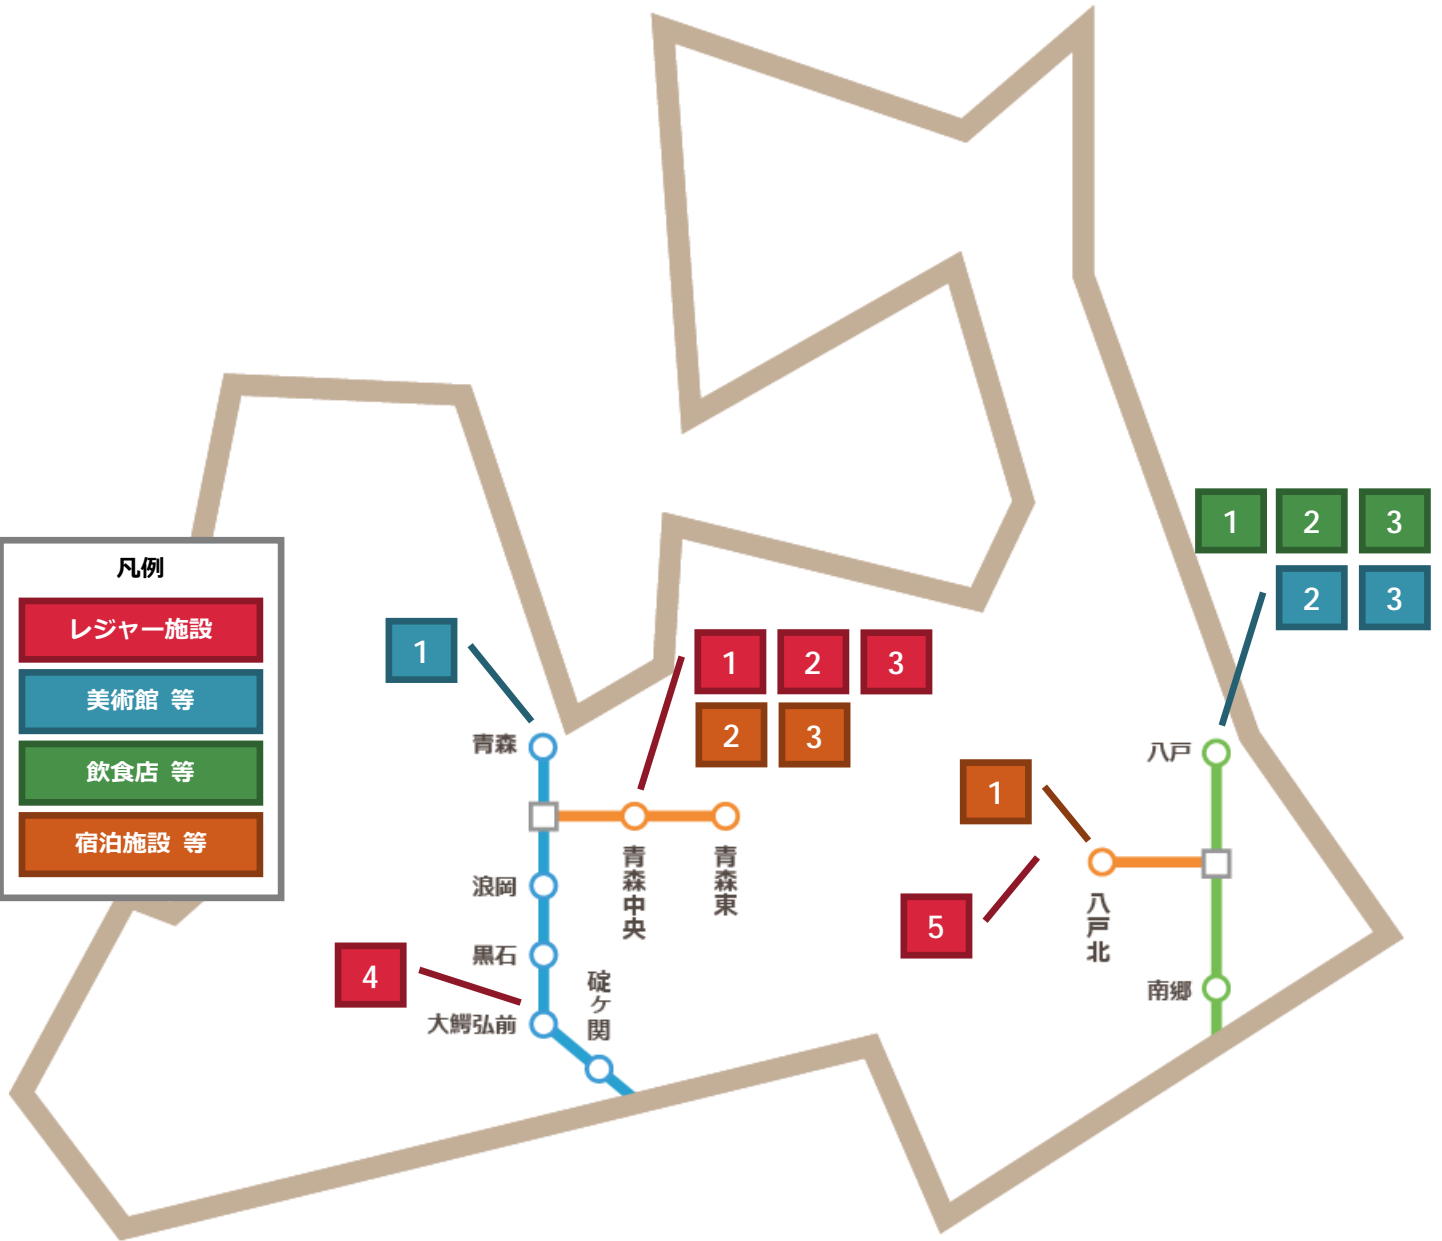 凡例
レジャー施設
美術館 等
飲食店 等
宿泊施設 等
1
2
3
2
3
1
1
2
3
2
3
1
5
4
青森
浪岡
黒石
大鰐弘前
碇ヶ関
青森中央
青森東
八戸
八戸北
南郷